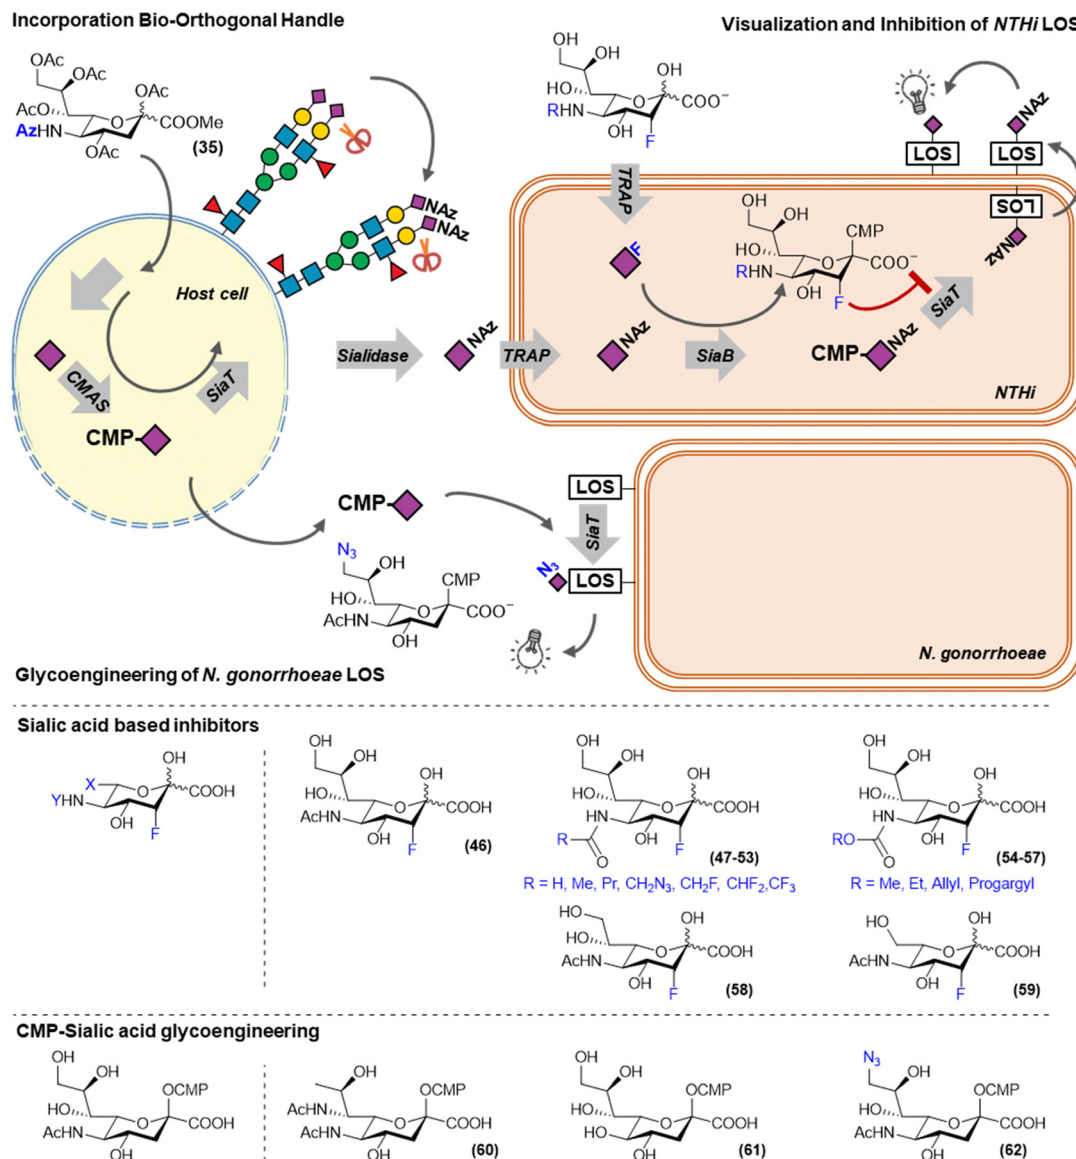 Incorporation Bio-Orthogonal Handle
Visualization and Inhibition of NTHi LOS
OAc
AcO
OAc
OAc
AcO
AzHN
O
COOMe
OAc
(35)
NAz
NAz
Host cell
CMAS
SiaT
CMP
Sialidase
NAz
TRAP
NAz
SiaB
CMP
NAz
SiaT
NTHi
OH
HO
OH
OH
HO
RHN
O
COO⁻
OH
F
TRAP
F
HO
OH
HO
RHN
CMP
O
COO⁻
OH
F
LOS
NAz
LOS
LOS
NAz
CMP
N3
OH
HO
CMP
O
COO⁻
AcHN
OH
LOS
SiaT
N3
LOS
N. gonorrhoeae
Glycoengineering of N. gonorrhoeae LOS
Sialic acid based inhibitors
X
OH
O
COOH
YHN
OH
F
OH
OH
OH
HO
O
COOH
AcHN
OH
F
(46)
OH
OH
OH
HO
O
COOH
HN
OH
R
O
F
(47-53)
R = H, Me, Pr, CH2N3, CH2F, CHF2,CF3
OH
OH
OH
HO
O
COOH
HN
OH
RO
O
F
(54-57)
R = Me, Et, Allyl, Progargyl
HO
OH
HO
O
COOH
AcHN
OH
F
(58)
HO
OH
O
COOH
AcHN
OH
F
(59)
CMP-Sialic acid glycoengineering
OH
OH
OCMP
HO
O
COOH
AcHN
OH
OH
OCMP
AcHN
O
COOH
AcHN
OH
(60)
OH
OH
OCMP
HO
O
COOH
HO
OH
(61)
N3
OH
OCMP
HO
O
COOH
AcHN
OH
(62)